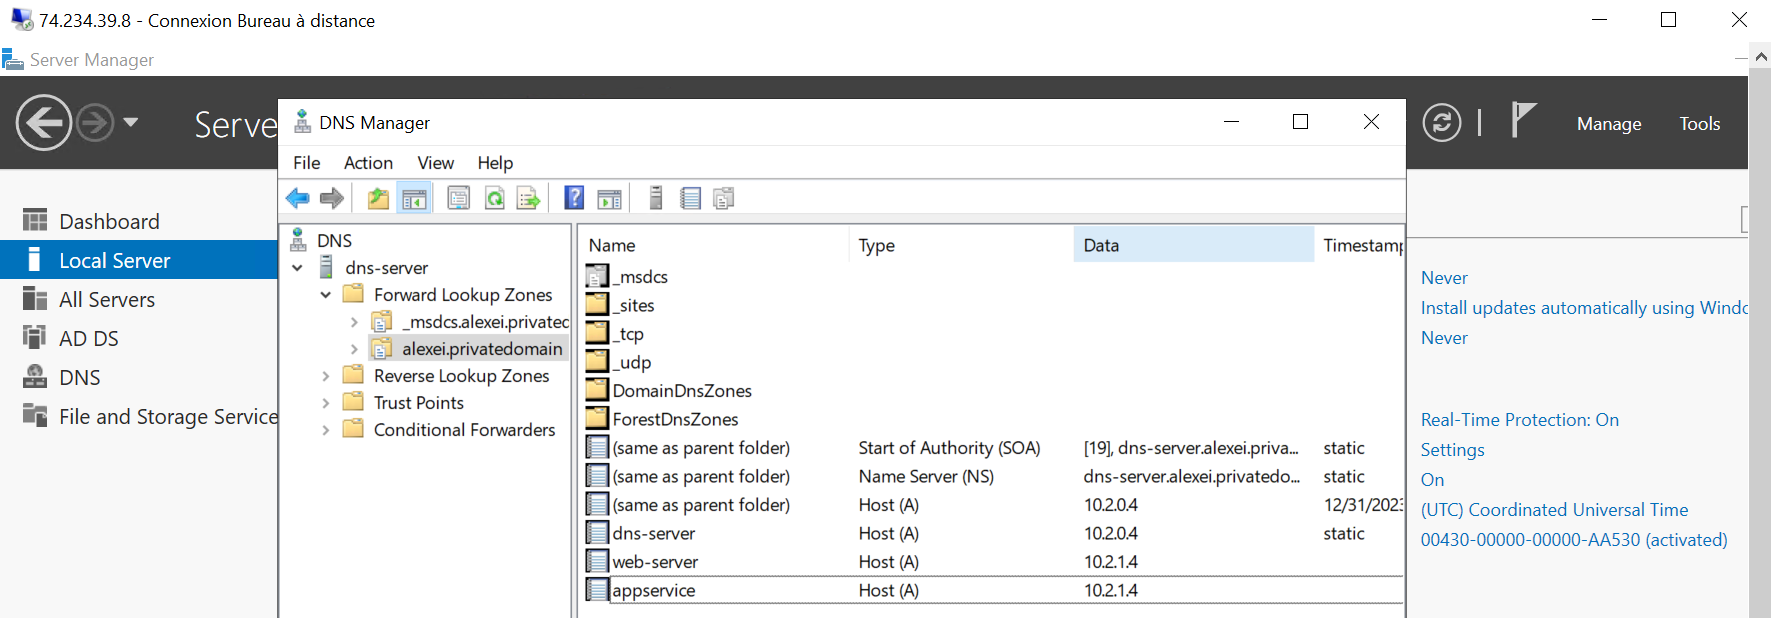 74.234.39.8 - Connexion Bureau à distance
Server Manager
Serve
Manage
Tools
Dashboard
Local Server
All Servers
AD DS
DNS
File and Storage Service
DNS Manager
File Action View Help
DNS
dns-server
Forward Lookup Zones
_msdcs.alexei.privatec
alexei.privatedomain
Reverse Lookup Zones
Trust Points
Conditional Forwarders
Name Type Data Timestamp
_msdcs
_sites
_tcp
_udp
DomainDnsZones
ForestDnsZones
(same as parent folder) Start of Authority (SOA) [19], dns-server.alexei.priva... static
(same as parent folder) Name Server (NS) dns-server.alexei.privatedo... static
(same as parent folder) Host (A) 10.2.0.4 12/31/2023
dns-server Host (A) 10.2.0.4 static
web-server Host (A) 10.2.1.4
appservice Host (A) 10.2.1.4
Never
Install updates automatically using Windo
Never
Real-Time Protection: On
Settings
On
(UTC) Coordinated Universal Time
00430-00000-00000-AA530 (activated)